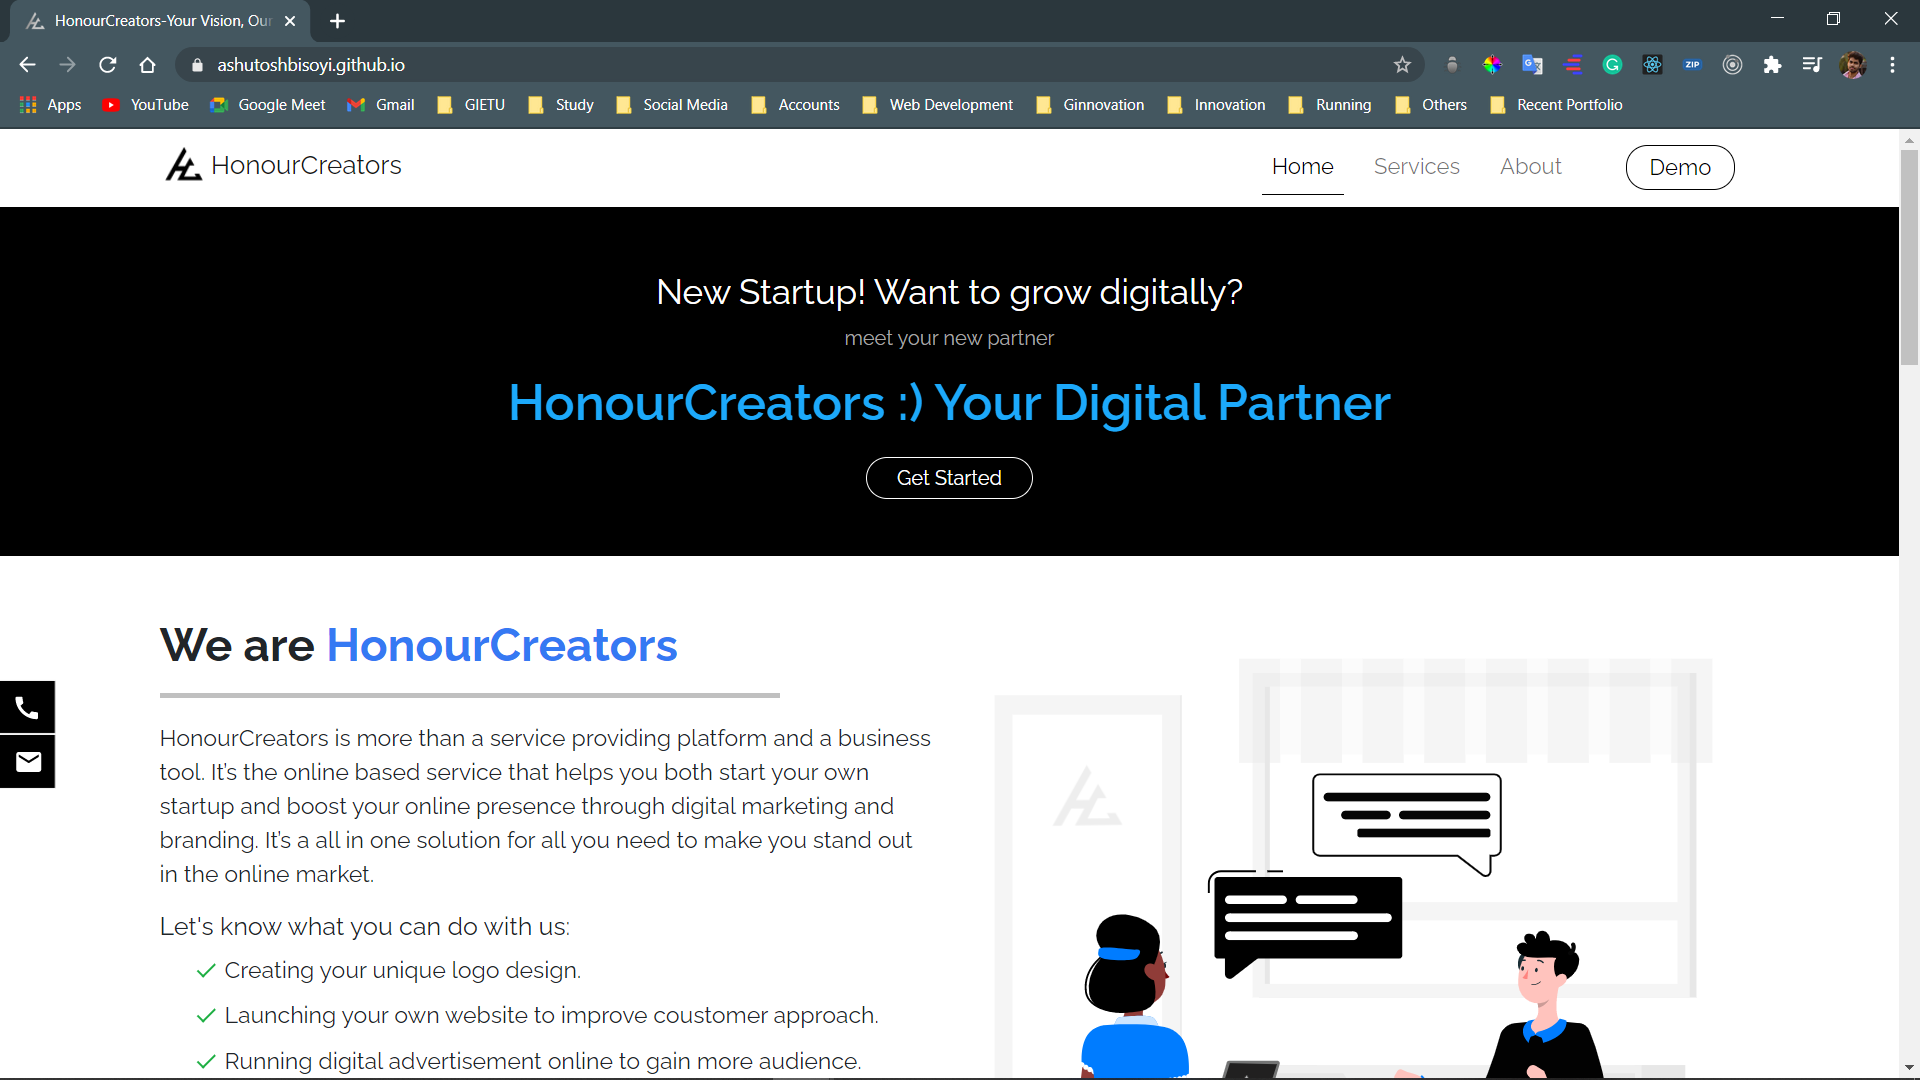 HonourCreators-Your Vision, Our
ashutoshbisoyi.github.io
Apps YouTube Google Meet Gmail GIETU Study Social Media Accounts Web Development Ginnovation Innovation Running Others Recent Portfolio
HonourCreators Home Services About Demo
New Startup! Want to grow digitally?
meet your new partner
HonourCreators :) Your Digital Partner
Get Started
We are HonourCreators
HonourCreators is more than a service providing platform and a business
tool. It’s the online based service that helps you both start your own
startup and boost your online presence through digital marketing and
branding. It’s a all in one solution for all you need to make you stand out
in the online market.
Let's know what you can do with us:
Creating your unique logo design.
Launching your own website to improve coustomer approach.
Running digital advertisement online to gain more audience.